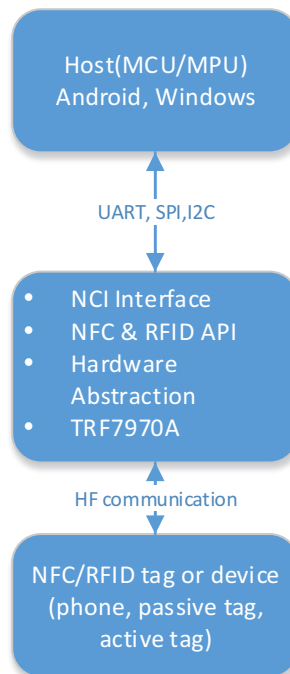 Host(MCU/MPU)
Android, Windows
UART, SPI,I2C
• NCI Interface
• NFC & RFID API
• Hardware
Abstraction
• TRF7970A
HF communication
NFC/RFID tag or device
(phone, passive tag,
active tag)